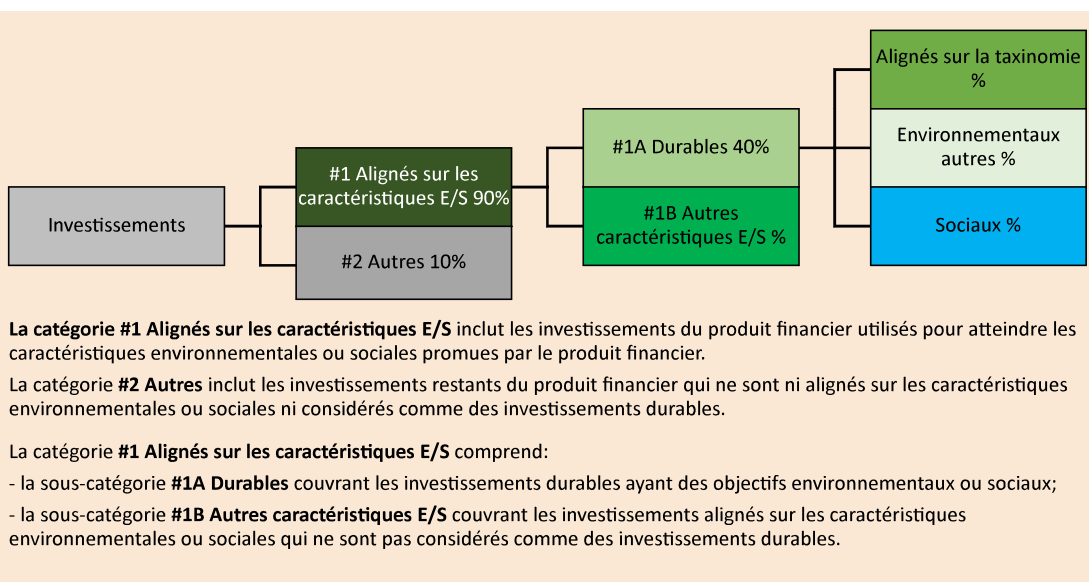 Investissements
#1 Alignés sur les
caractéristiques E/S 90%
#2 Autres 10%
#1A Durables 40%
#1B Autres
caractéristiques E/S %
Alignés sur la taxinomie
%
Environnementaux
autres %
Sociaux %
La catégorie #1 Alignés sur les caractéristiques E/S inclut les investissements du produit financier utilisés pour atteindre les
caractéristiques environnementales ou sociales promues par le produit financier.
La catégorie #2 Autres inclut les investissements restants du produit financier qui ne sont ni alignés sur les caractéristiques
environnementales ou sociales ni considérés comme des investissements durables.
La catégorie #1 Alignés sur les caractéristiques E/S comprend:
- la sous-catégorie #1A Durables couvrant les investissements durables ayant des objectifs environnementaux ou sociaux;
- la sous-catégorie #1B Autres caractéristiques E/S couvrant les investissements alignés sur les caractéristiques
environnementales ou sociales qui ne sont pas considérés comme des investissements durables.